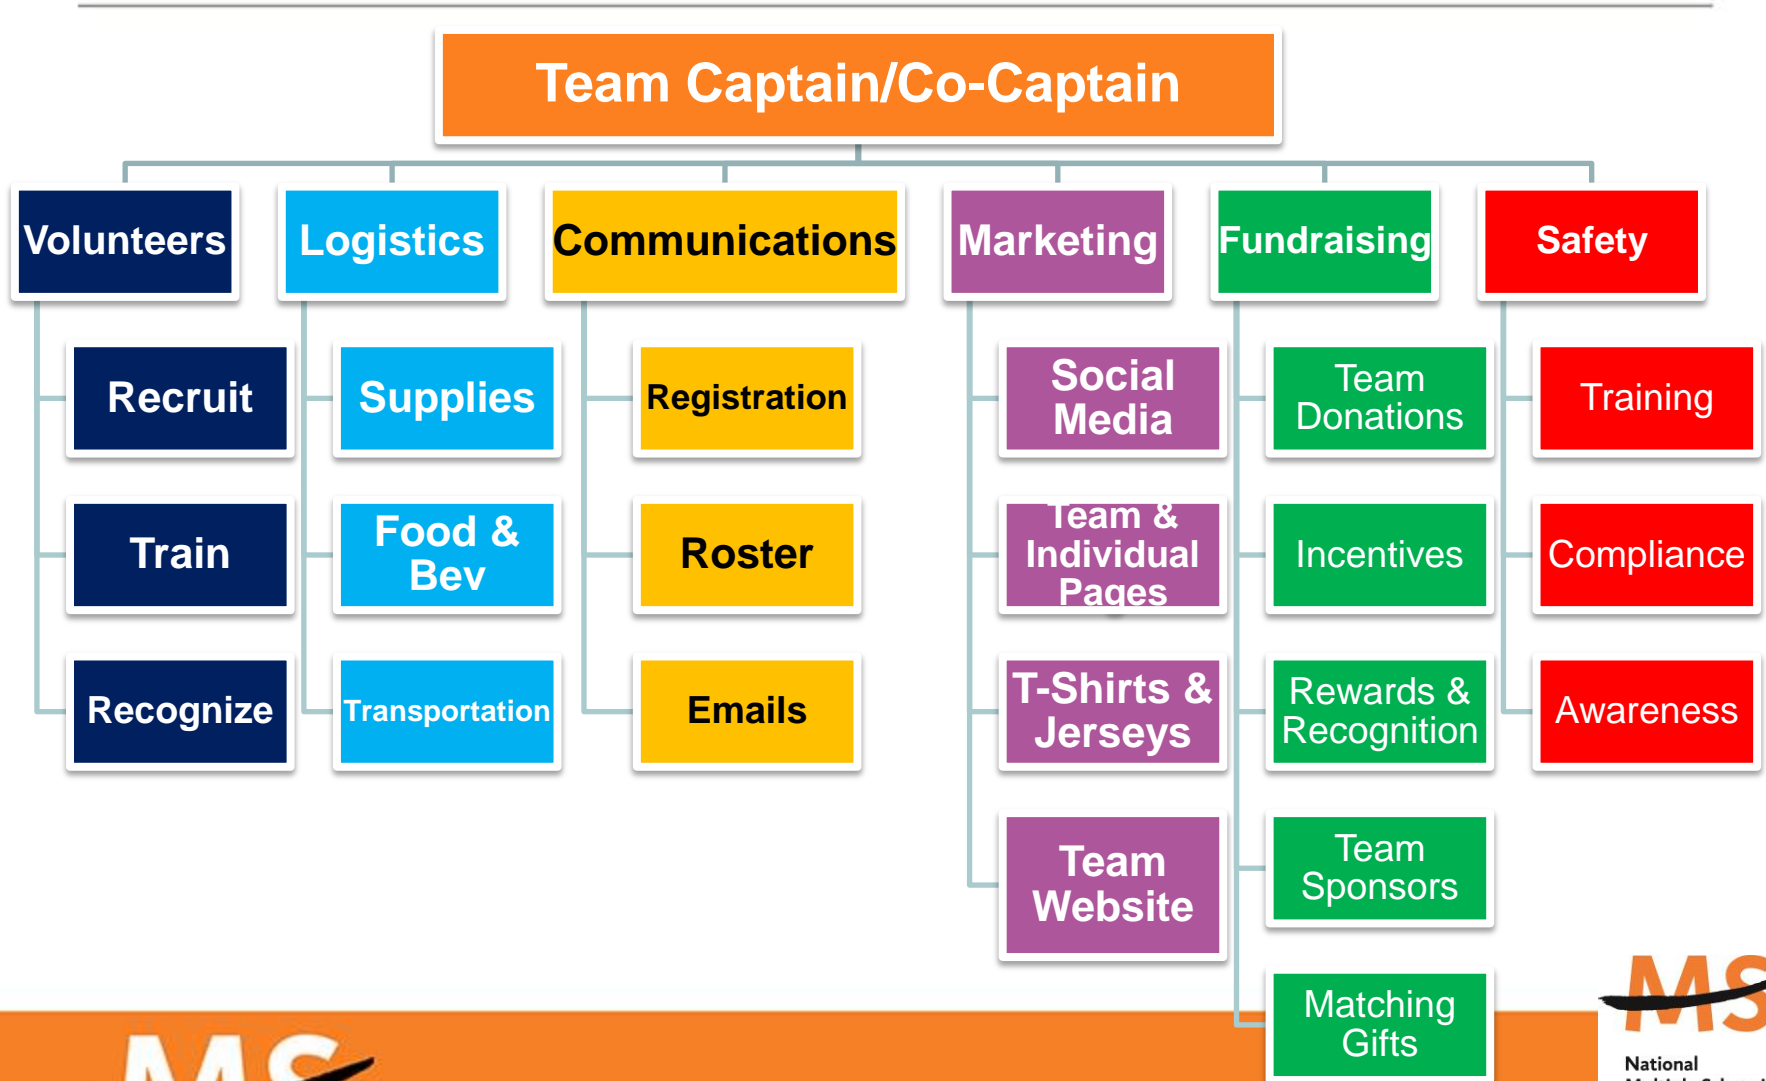 Team Captain/Co-Captain
Volunteers
Logistics
Communications
Marketing
Fundraising
Safety
Recruit
Supplies
Registration
Social
Media
Team
Donations
Training
Train
Food &
Bev
Roster
Team &
Individual
Pages
Incentives
Compliance
Recognize
Transportation
Emails
T-Shirts &
Jerseys
Rewards &
Recognition
Awareness
Team
Website
Team
Sponsors
Matching
Gifts
MS
MS
National